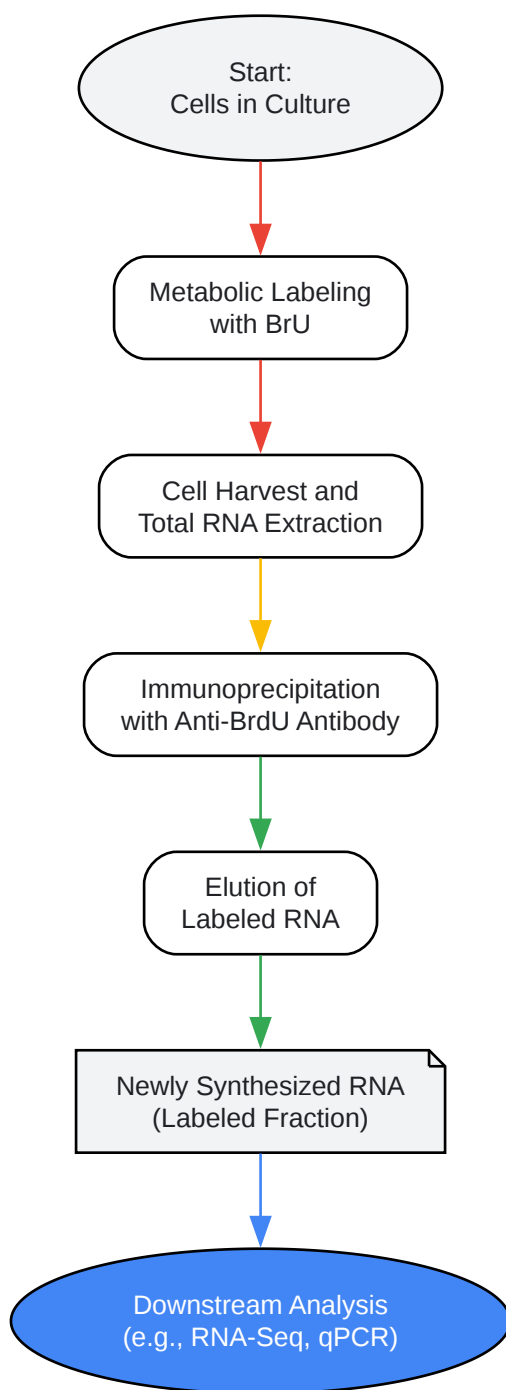 Start:
Cells in Culture
Metabolic Labeling
with BrU
Cell Harvest and
Total RNA Extraction
Immunoprecipitation
with Anti-BrdU Antibody
Elution of
Labeled RNA
Newly Synthesized RNA
(Labeled Fraction)
Downstream Analysis
(e.g., RNA-Seq, qPCR)